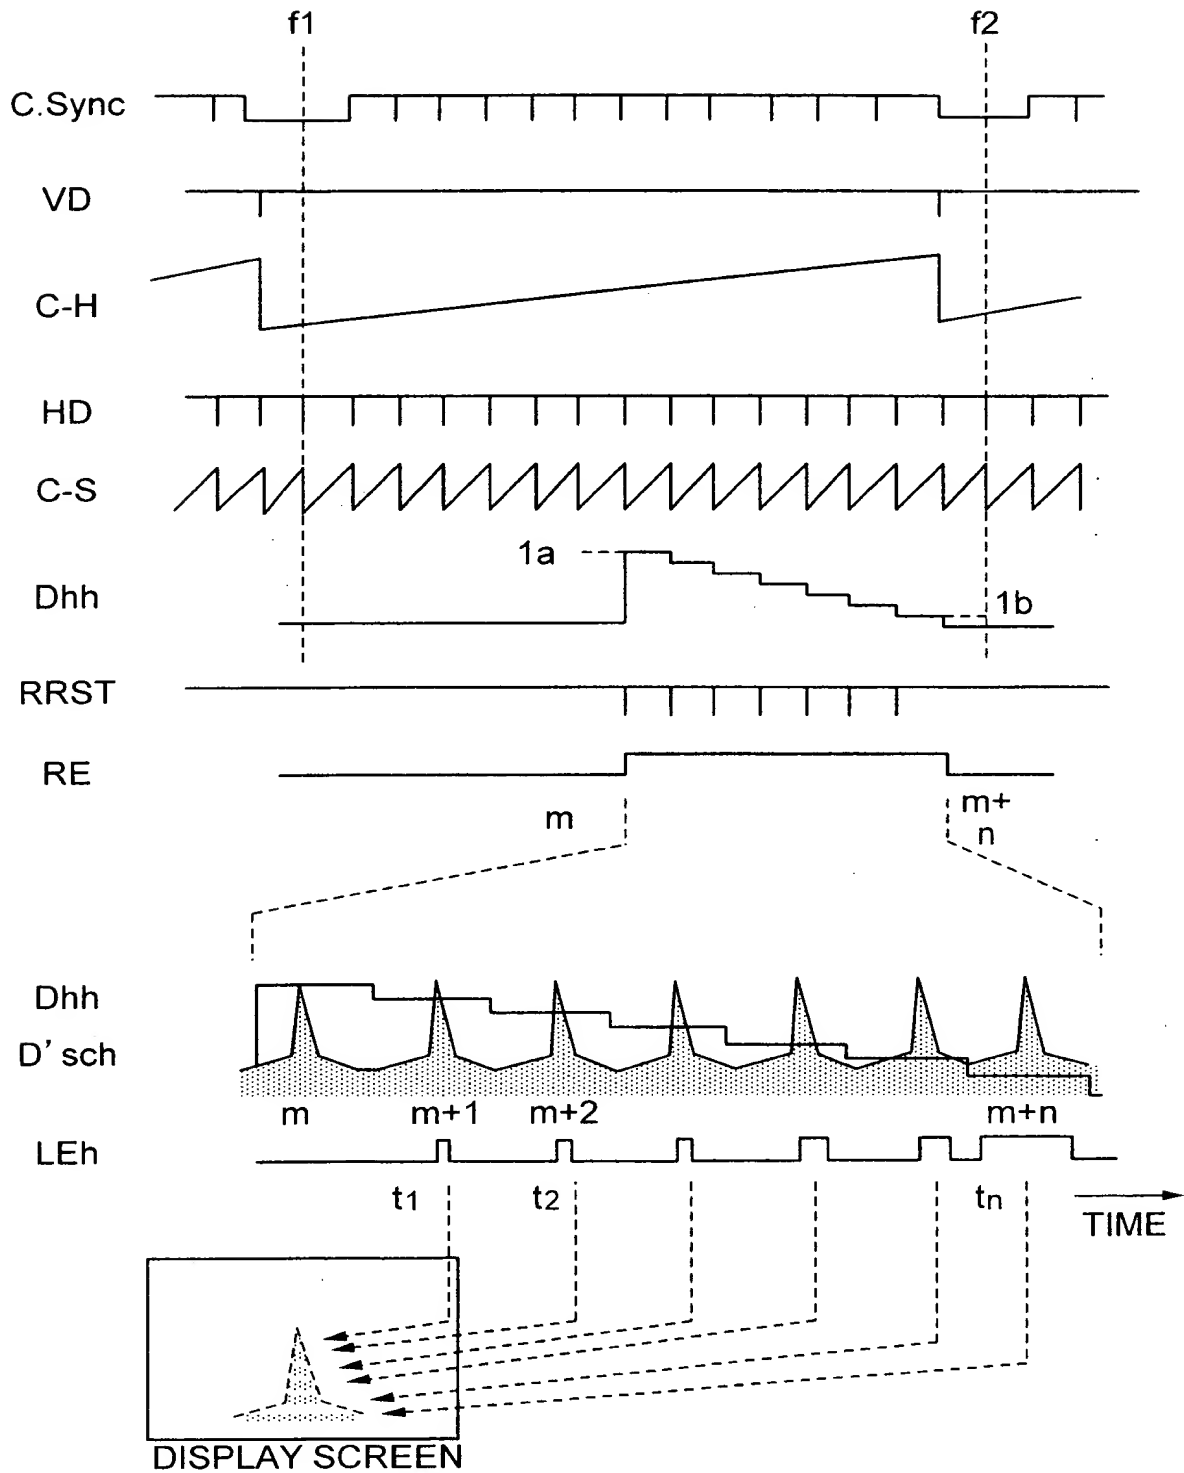 f1 f2
C.Sync
VD
C-H
HD
C-S
1a
Dhh
1b
RRST
RE
m
m+
n
Dhh
D'sch
m m+1 m+2 m+n
LEh
t1 t2 tn
TIME
DISPLAY SCREEN